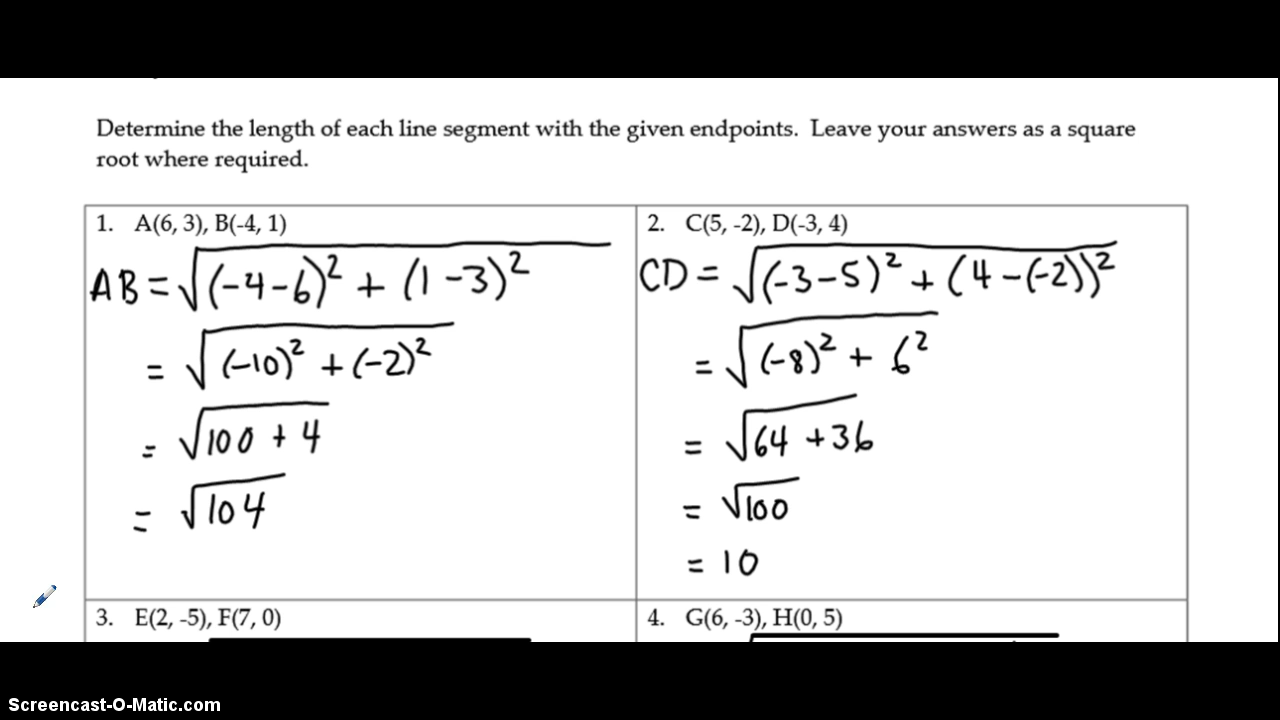 Determine the length of each line segment with the given endpoints. Leave your answers as a square
root where required.
1. A(6, 3), B(-4, 1)
AB = √(-4-6)² + (1-3)²
= √(-10)² + (-2)²
= √100 + 4
= √104
2. C(5, -2), D(-3, 4)
CD = √(-3-5)² + (4-(-2))²
= √(-8)² + 6²
= √64 + 36
= √100
= 10
3. E(2, -5), F(7, 0)
4. G(6, -3), H(0, 5)
Screencast-O-Matic.com